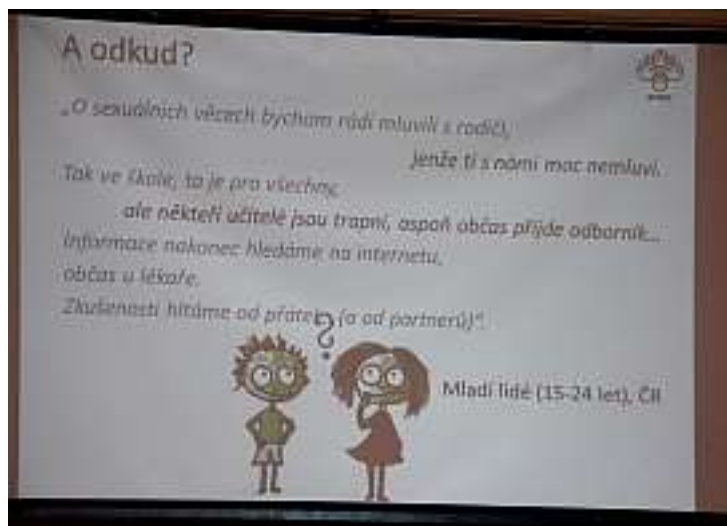 A odkud?
„O sexuálních věcech bychom rádi mluvili s rodiči,
jenže ti s námi moc nemluví.
Tak ve škole, ta je pro všechny,
ale někteří učitelé jsou trapní, aspoň občas přijde odborník...
Informace nakonec hledáme na internetu,
občas u lékaře.
Zkušenosti hltáme od přátel (a od partnerů)“.
?
Mladí lidé (15-24 let), ČR